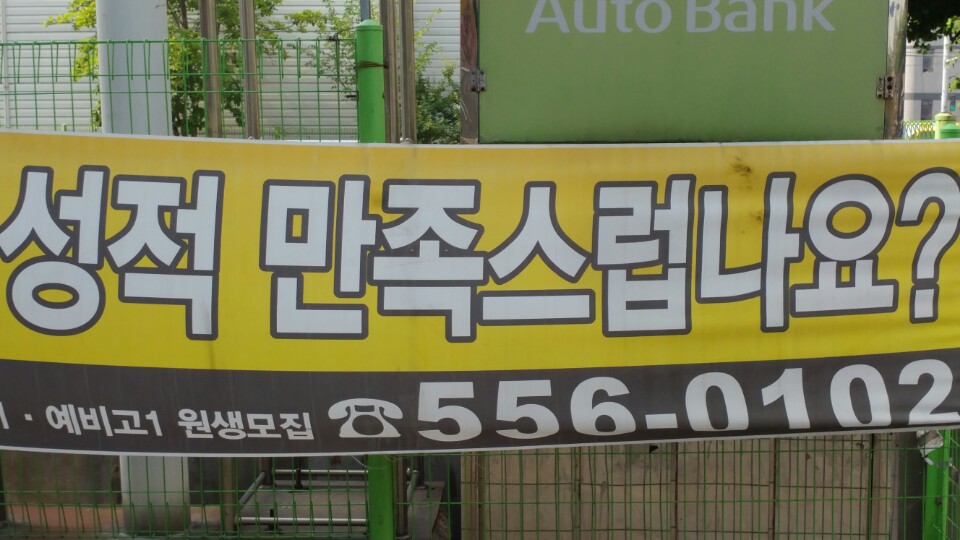 Auto Bank
성적 만족스럽나요?
· 예비고1 원생모집 ☎556-0102